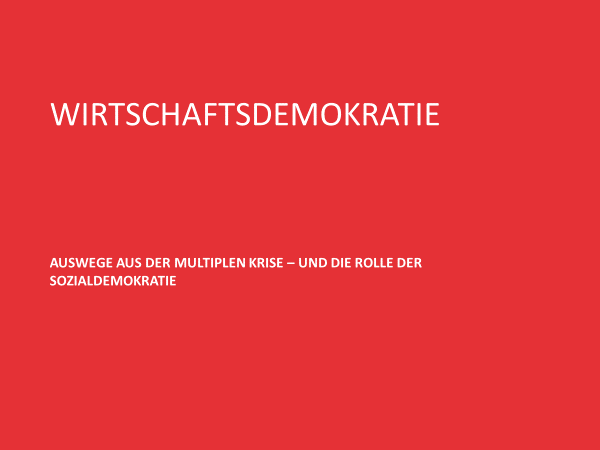 WIRTSCHAFTSDEMOKRATIE
AUSWEGE AUS DER MULTIPLEN KRISE – UND DIE ROLLE DER
SOZIALDEMOKRATIE